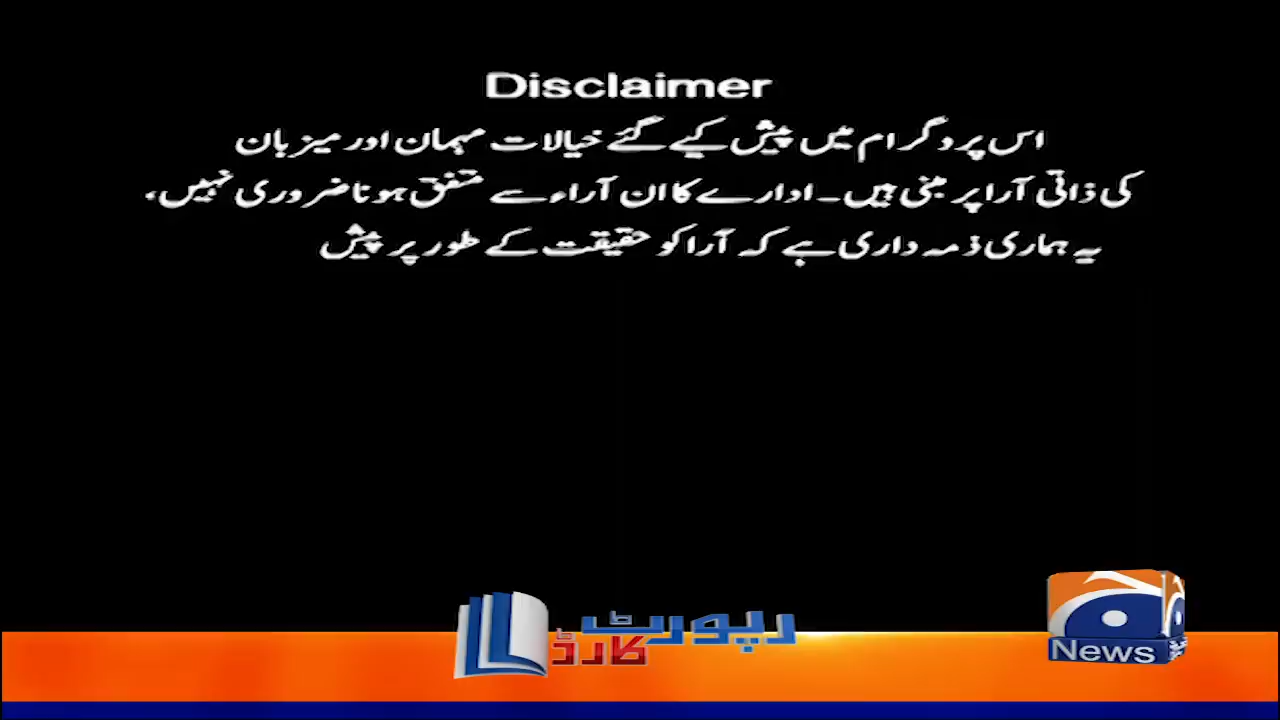 Disclaimer
اس پروگرام میں پیش کیے گئے خیالات مہمان اور میزبان
کی ذاتی آرا پر مبنی ہیں۔ ادارے کا ان آراء سے متفق ہونا ضروری نہیں،
یہ ہماری ذمہ داری ہے کہ آرا کو حقیقت کے طور پر پیش
رپورٹ
کارڈ
News